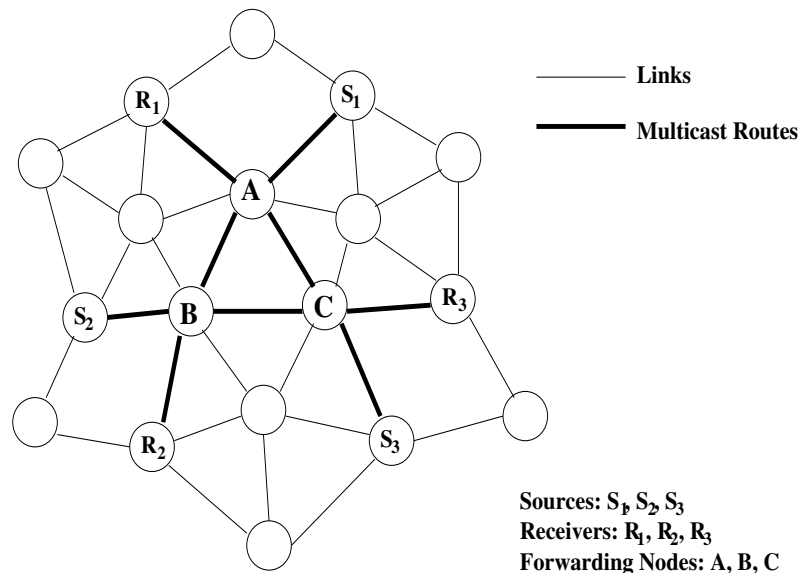 R1
S1
Links
Multicast Routes
A
S2
B
C
R3
R2
S3
Sources: S1, S2, S3
Receivers: R1, R2, R3
Forwarding Nodes: A, B, C